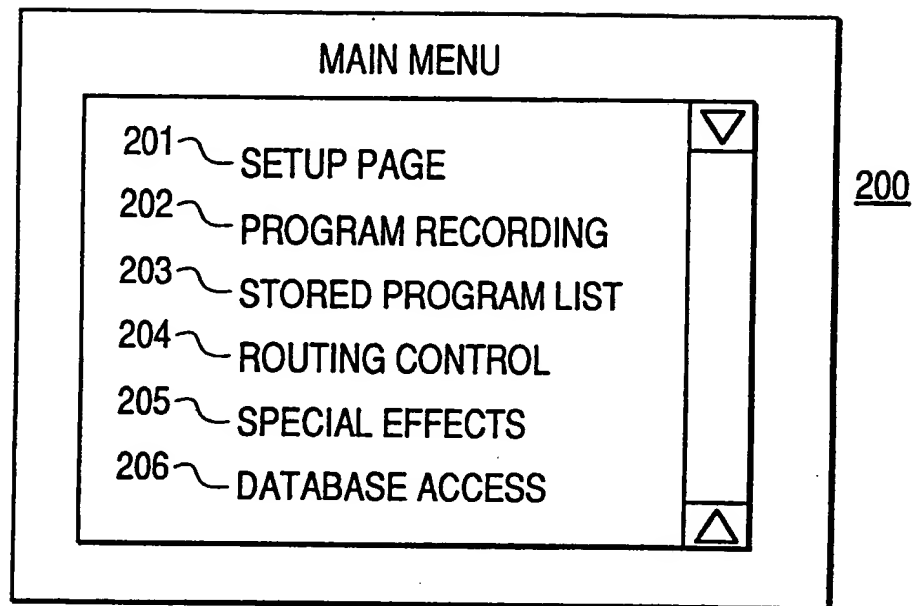 MAIN MENU
201 SETUP PAGE
202 PROGRAM RECORDING
203 STORED PROGRAM LIST
204 ROUTING CONTROL
205 SPECIAL EFFECTS
206 DATABASE ACCESS
200